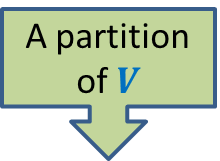 A partition
of V